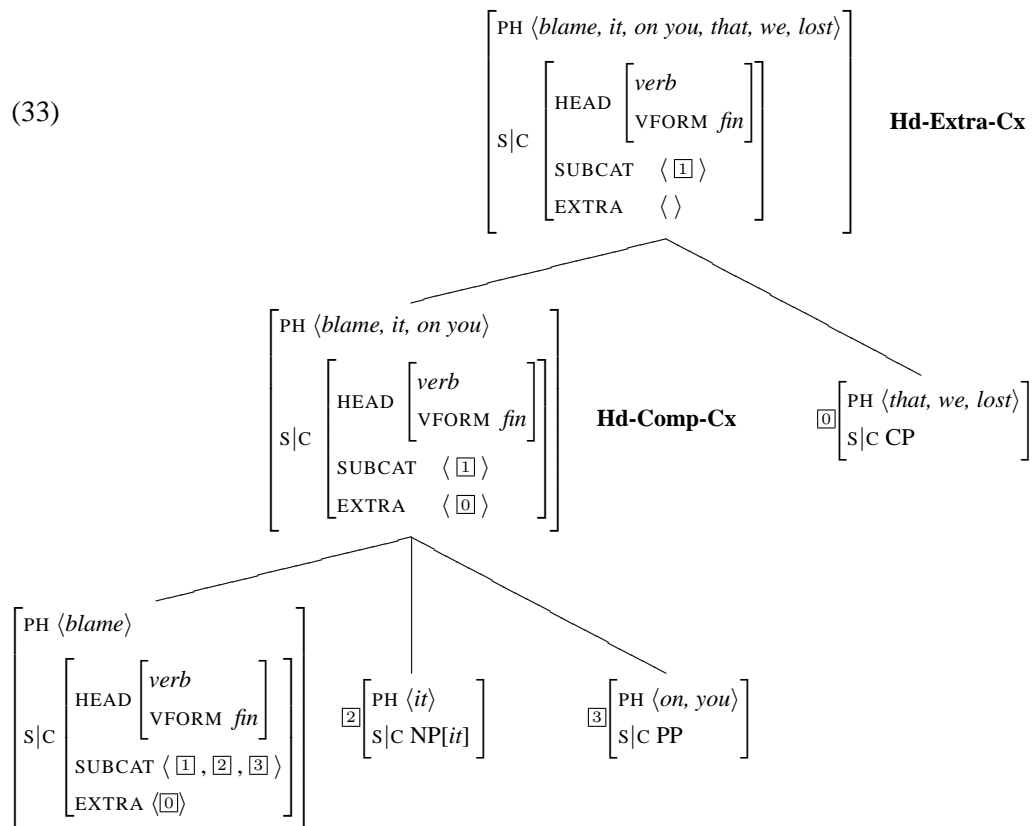 (33)
PH ⟨blame, it, on you, that, we, lost⟩
S|C
HEAD
verb
VFORM fin
SUBCAT ⟨ 1 ⟩
EXTRA ⟨ ⟩
Hd-Extra-Cx
PH ⟨blame, it, on you⟩
S|C
HEAD
verb
VFORM fin
SUBCAT ⟨ 1 ⟩
EXTRA ⟨ 0 ⟩
Hd-Comp-Cx
0
PH ⟨that, we, lost⟩
S|C CP
PH ⟨blame⟩
S|C
HEAD
verb
VFORM fin
SUBCAT ⟨ 1 , 2 , 3 ⟩
EXTRA ⟨0⟩
2
PH ⟨it⟩
S|C NP[it]
3
PH ⟨on, you⟩
S|C PP